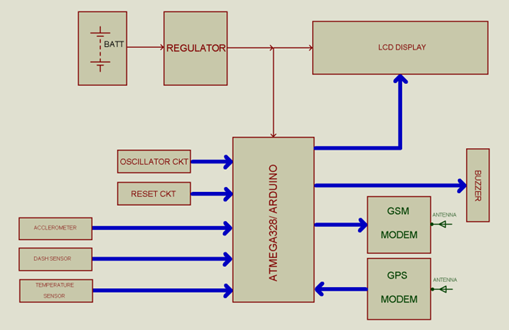 BATT
REGULATOR
LCD DISPLAY
OSCILLATOR CKT
RESET CKT
ACCLEROMETER
DASH SENSOR
TEMPERATURE
SENSOR
ATMEGA328/ ARDUINO
BUZZER
GSM
MODEM
ANTENNA
GPS
MODEM
ANTENNA